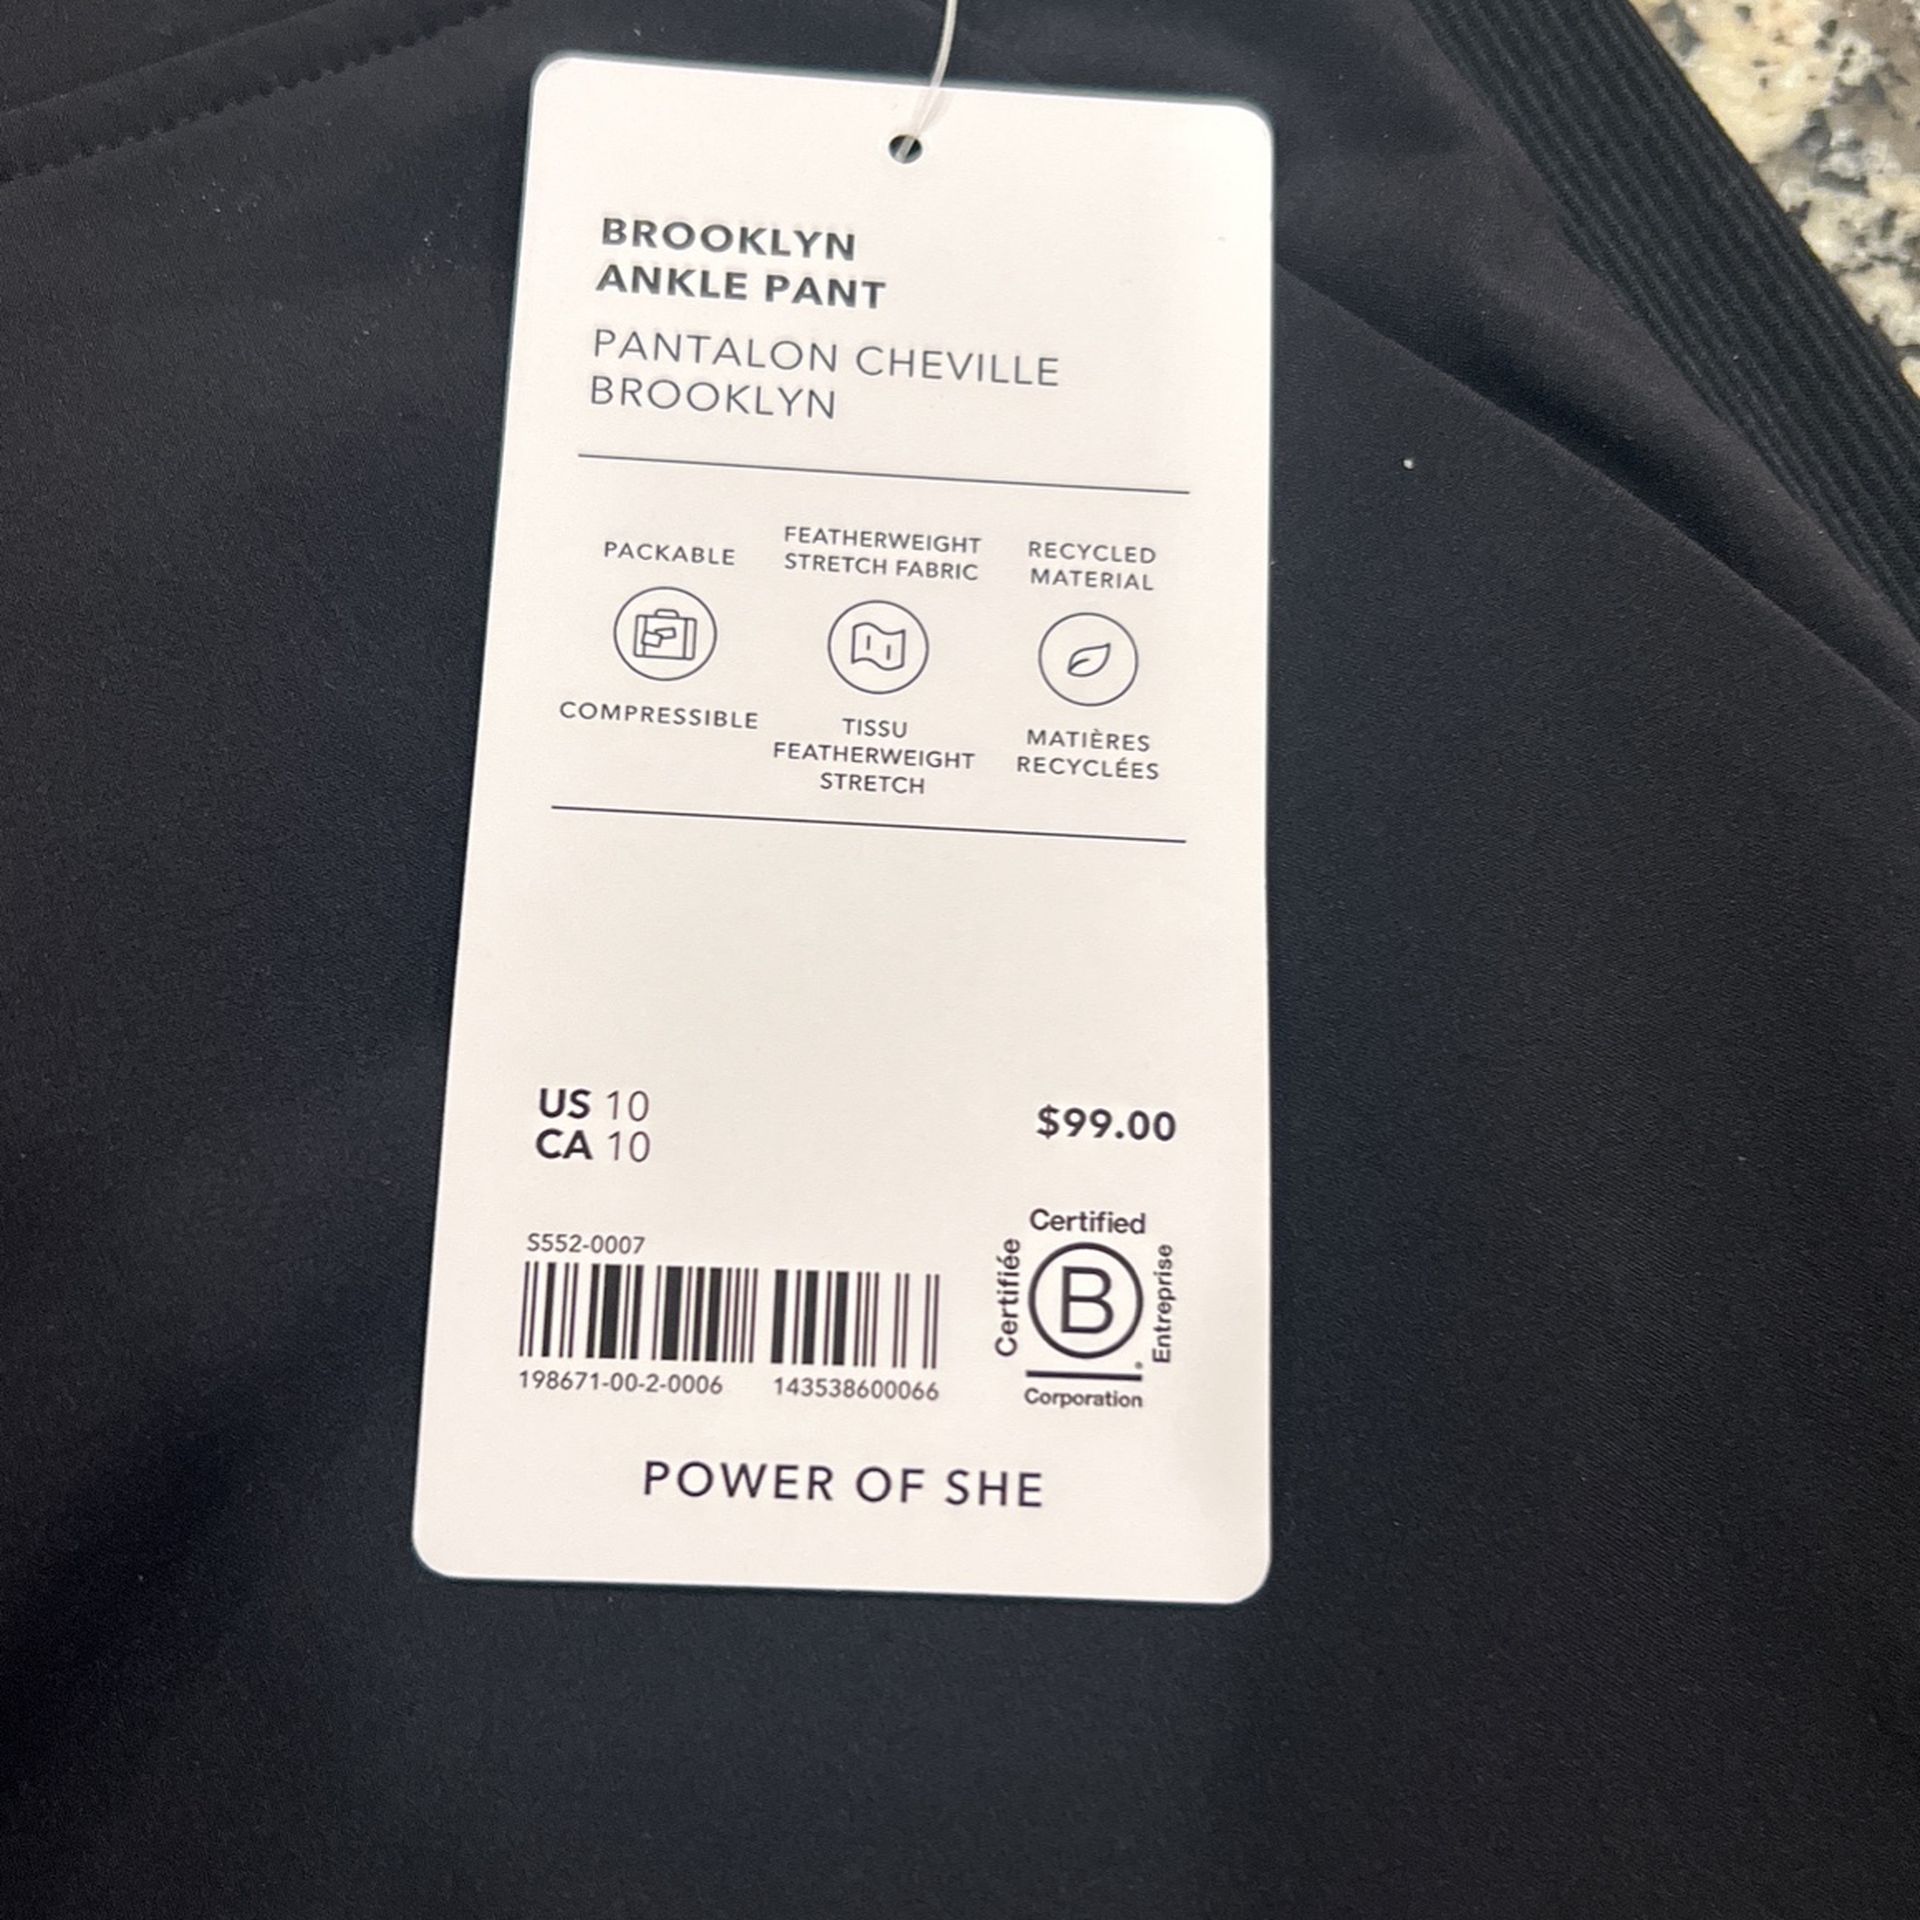 BROOKLYN
ANKLE PANT
PANTALON CHEVILLE
BROOKLYN
PACKABLE
COMPRESSIBLE
FEATHERWEIGHT
STRETCH FABRIC
TISSU
FEATHERWEIGHT
STRETCH
RECYCLED
MATERIAL
MATIÈRES
RECYCLÉES
US 10
CA 10
$99.00
S552-0007
198671-00-2-0006 143538600066
Certified
Certifiée
B
Entreprise
Corporation
POWER OF SHE